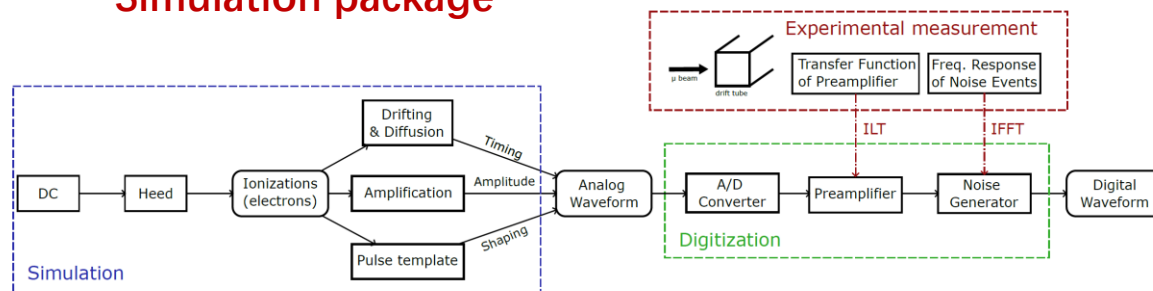 Simulation package
Experimental measurement
μ beam
drift tube
Transfer Function
of Preamplifier
Freq. Response
of Noise Events
ILT
IFFT
Drifting
& Diffusion
Timing
DC
Heed
Ionizations
(electrons)
Amplification
Amplitude
Analog
Waveform
A/D
Converter
Preamplifier
Noise
Generator
Digital
Waveform
Pulse template
Shaping
Digitization
Simulation